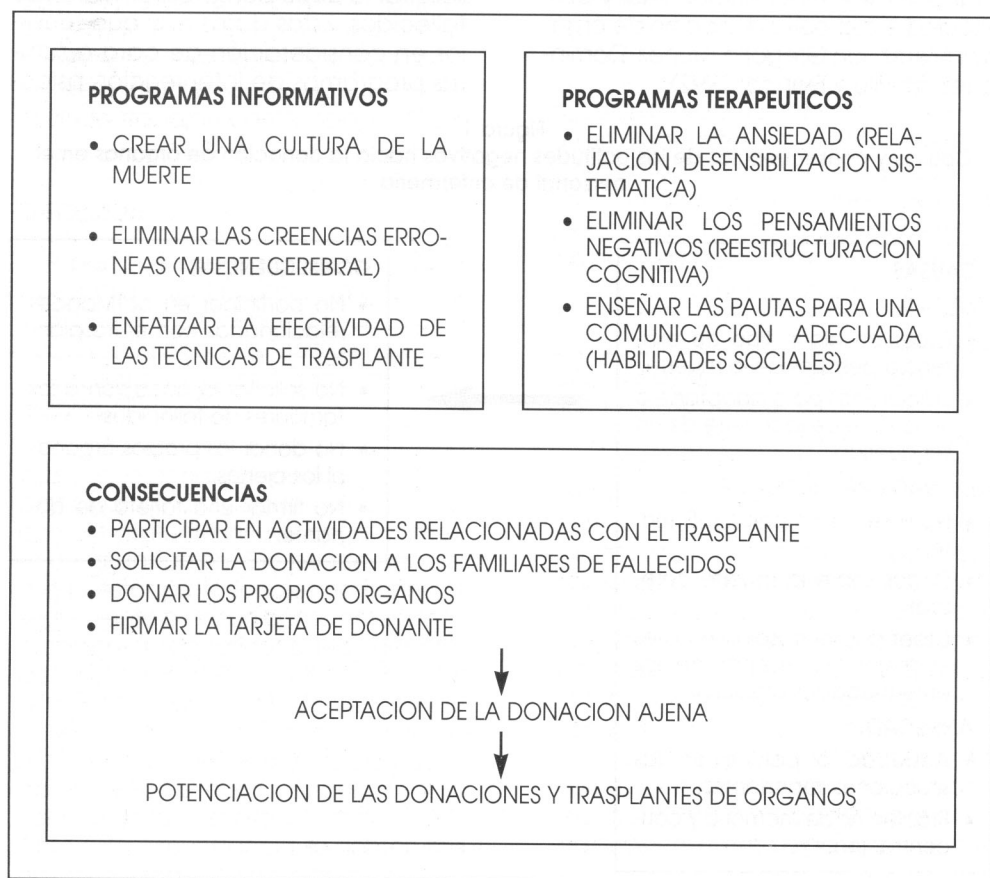 PROGRAMAS INFORMATIVOS
• CREAR UNA CULTURA DE LA
MUERTE
• ELIMINAR LAS CREENCIAS ERRO-
NEAS (MUERTE CEREBRAL)
• ENFATIZAR LA EFECTIVIDAD DE
LAS TECNICAS DE TRASPLANTE
PROGRAMAS TERAPEUTICOS
• ELIMINAR LA ANSIEDAD (RELA-
JACION, DESENSIBILIZACION SIS-
TEMATICA)
• ELIMINAR LOS PENSAMIENTOS
NEGATIVOS (REESTRUCTURACION
COGNITIVA)
• ENSEÑAR LAS PAUTAS PARA UNA
COMUNICACION ADECUADA
(HABILIDADES SOCIALES)
CONSECUENCIAS
• PARTICIPAR EN ACTIVIDADES RELACIONADAS CON EL TRASPLANTE
• SOLICITAR LA DONACION A LOS FAMILIARES DE FALLECIDOS
• DONAR LOS PROPIOS ORGANOS
• FIRMAR LA TARJETA DE DONANTE
ACEPTACION DE LA DONACION AJENA
POTENCIACION DE LAS DONACIONES Y TRASPLANTES DE ORGANOS